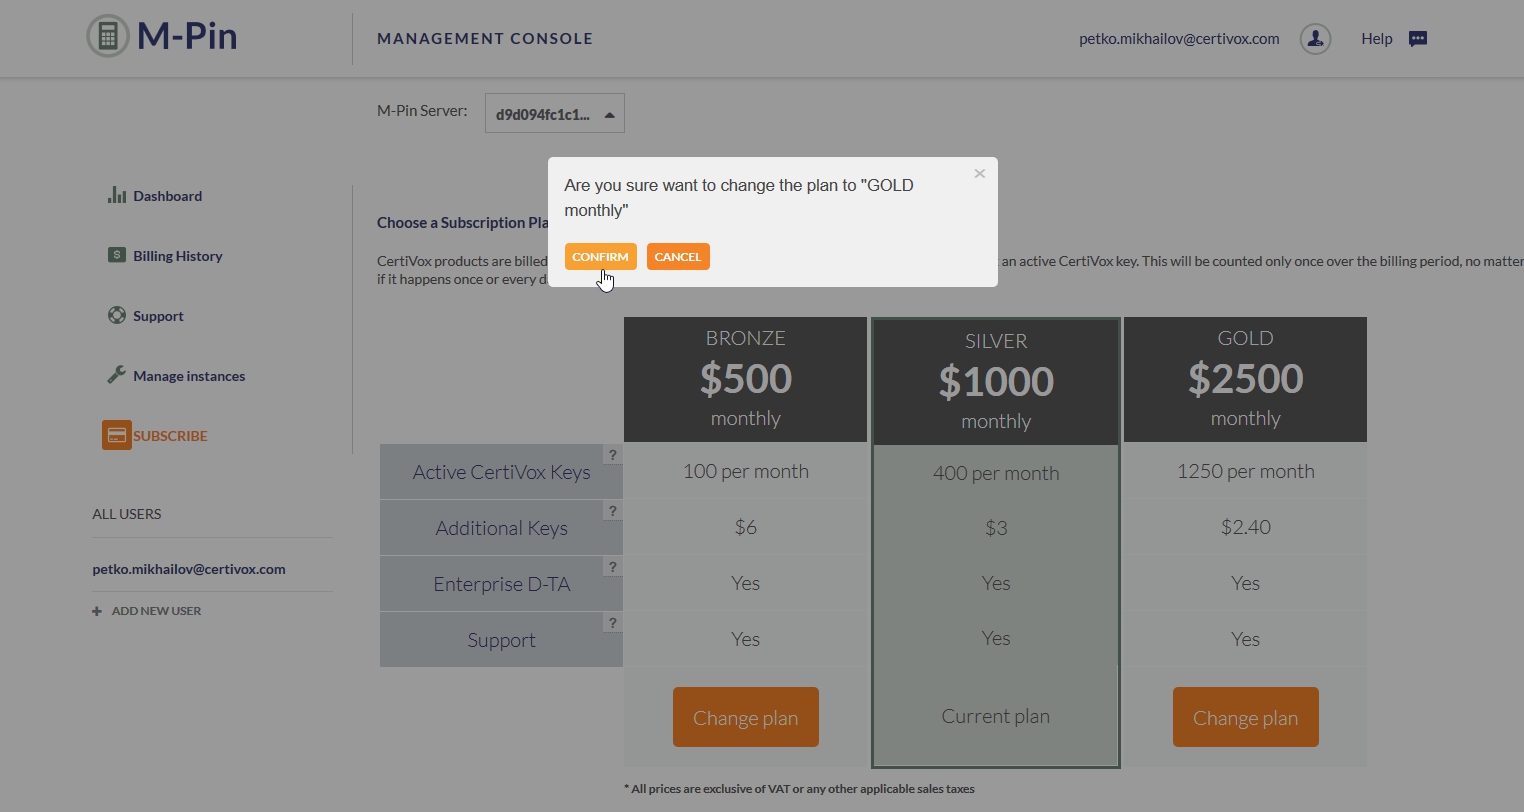 M-Pin
MANAGEMENT CONSOLE
petko.mikhailov@certivox.com
Help
M-Pin Server:
d9d094fc1c1...
Are you sure want to change the plan to "GOLD
monthly"
×
CONFIRM
CANCEL
Dashboard
Billing History
Support
Manage instances
SUBSCRIBE
ALL USERS
petko.mikhailov@certivox.com
+ ADD NEW USER
Choose a Subscription Pla
CertiVox products are billed
an active CertiVox key. This will be counted only once over the billing period, no matter
if it happens once or every d
BRONZE
$500
monthly
SILVER
$1000
monthly
GOLD
$2500
monthly
Active CertiVox Keys ? 100 per month 400 per month 1250 per month
Additional Keys ? $6 $3 $2.40
Enterprise D-TA ? Yes Yes Yes
Support ? Yes Yes Yes
Change plan Current plan Change plan
* All prices are exclusive of VAT or any other applicable sales taxes